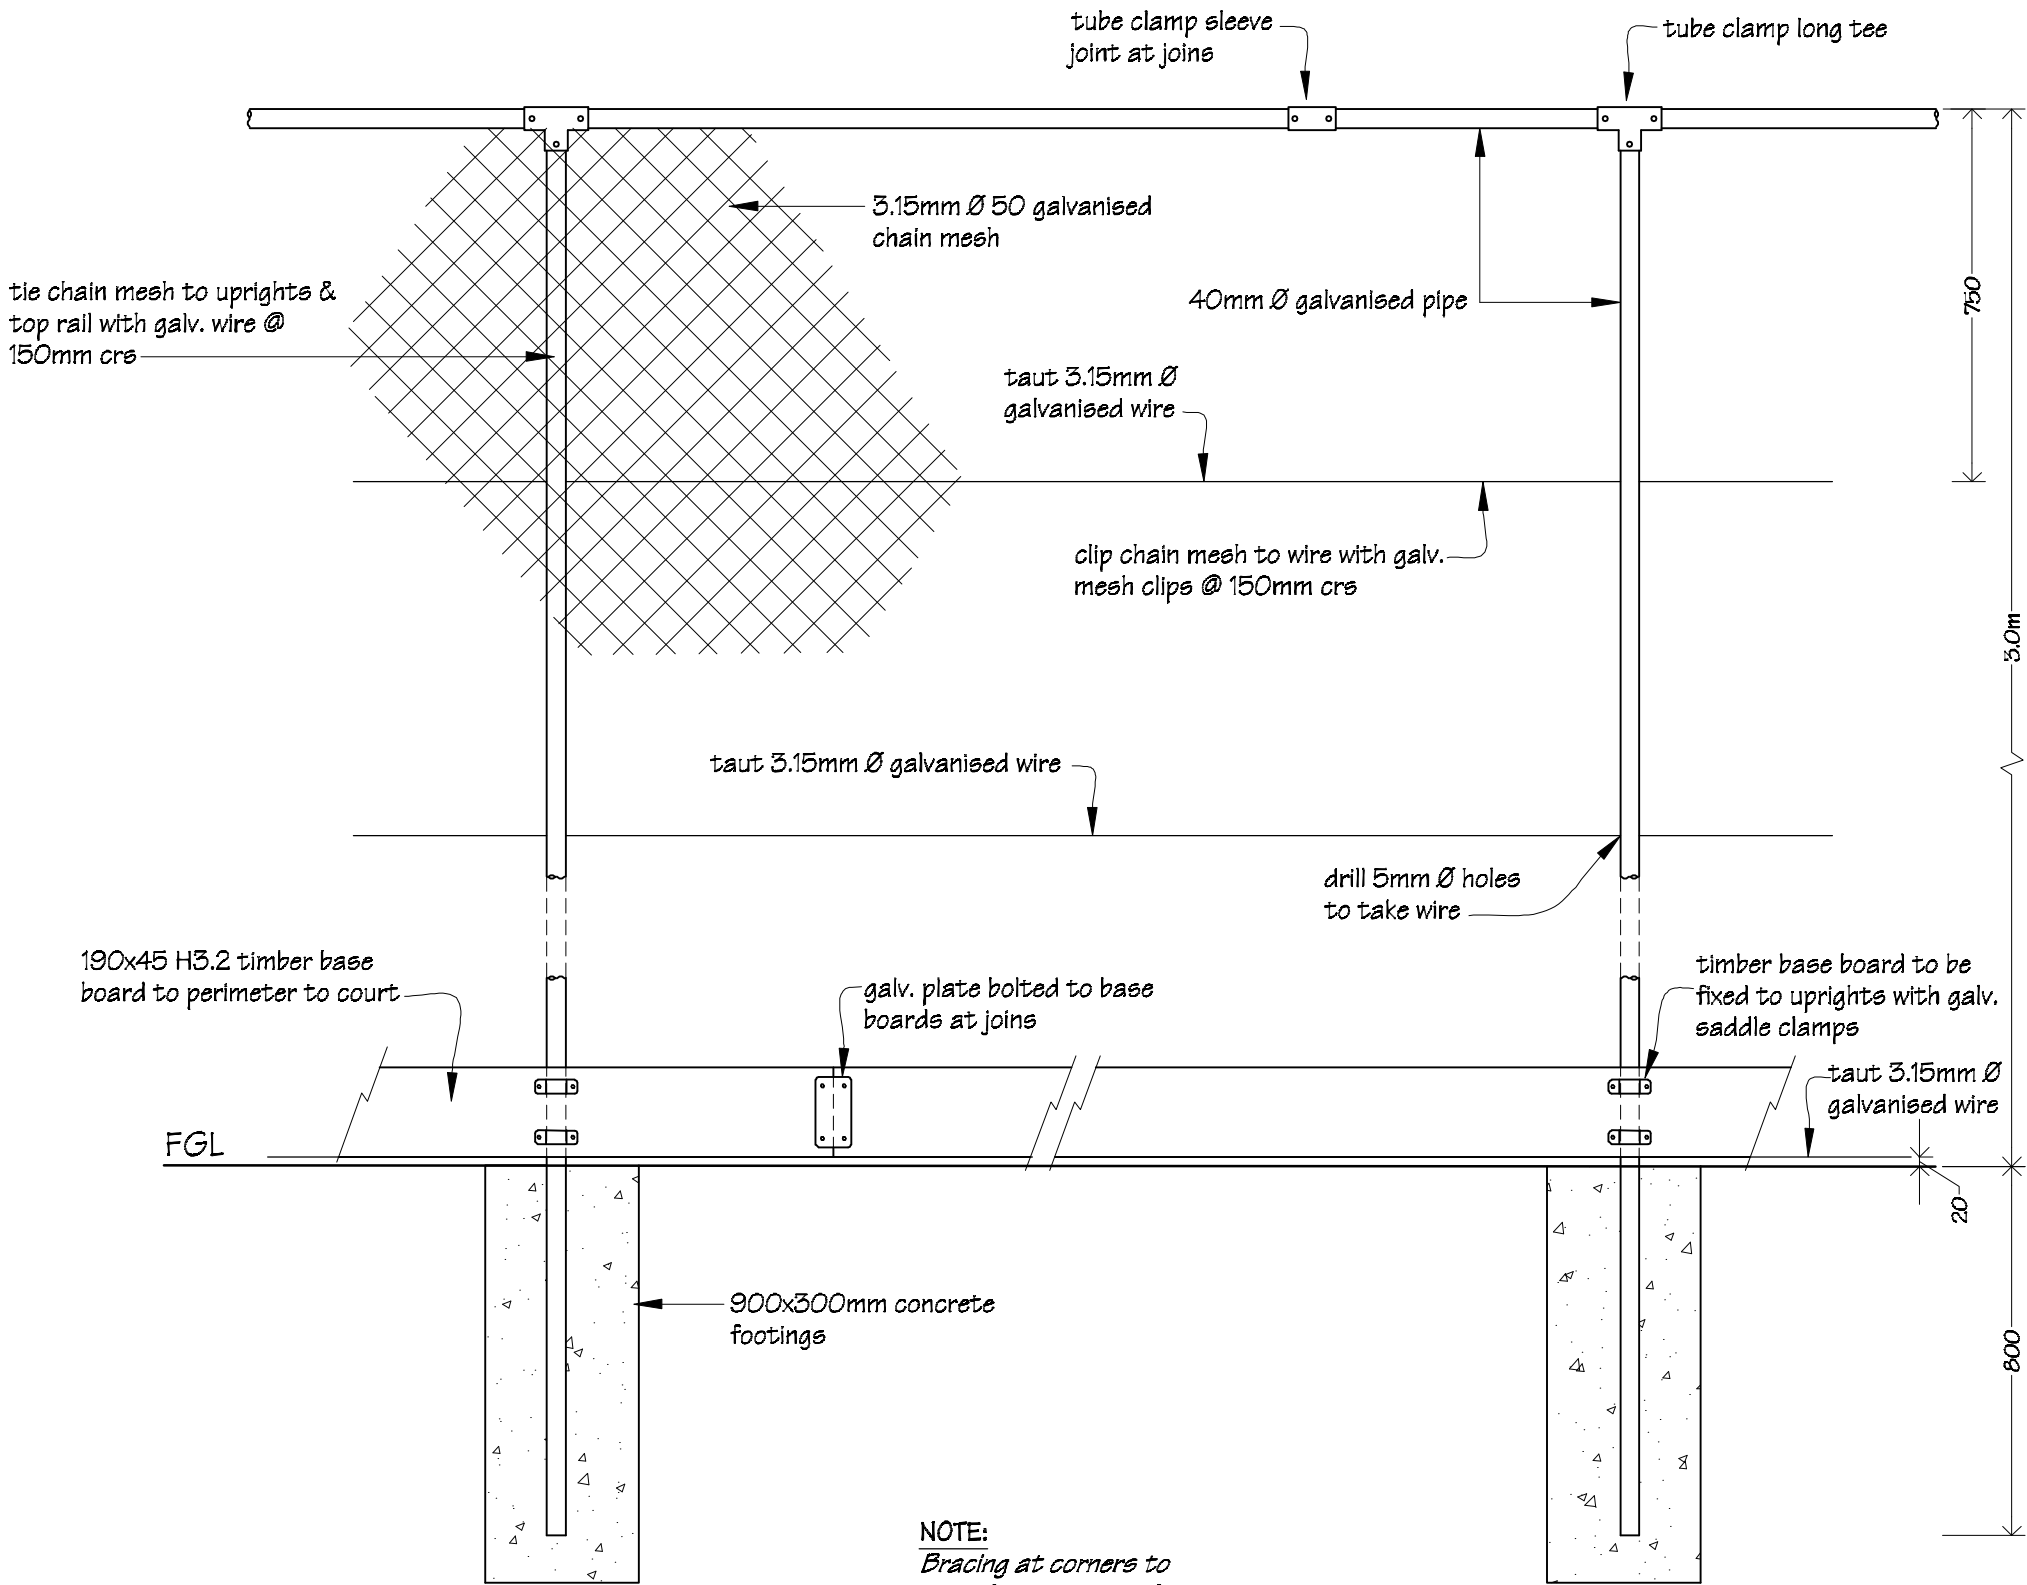 tube clamp sleeve
joint at joins
tube clamp long tee
3.15mm Ø 50 galvanised
chain mesh
tie chain mesh to uprights &
top rail with galv. wire @
150mm crs
40mm Ø galvanised pipe
750
taut 3.15mm Ø
galvanised wire
clip chain mesh to wire with galv.
mesh clips @ 150mm crs
3.0m
taut 3.15mm Ø galvanised wire
drill 5mm Ø holes
to take wire
190x45 H3.2 timber base
board to perimeter to court
galv. plate bolted to base
boards at joins
timber base board to be
fixed to uprights with galv.
saddle clamps
taut 3.15mm Ø
galvanised wire
FGL
20
900x300mm concrete
footings
800
NOTE:
Bracing at corners to